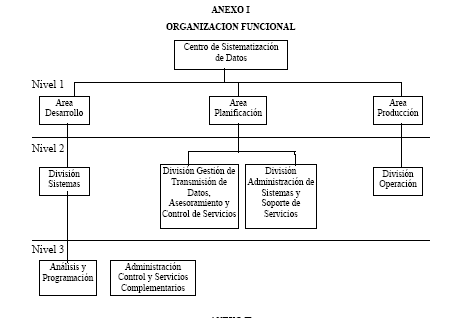 ANEXO I
ORGANIZACION FUNCIONAL
Centro de Sistematización
de Datos
Nivel 1
Area
Desarrollo
Area
Planificación
Area
Producción
Nivel 2
División
Sistemas
División Gestión de
Transmisión de
Datos,
Asesoramiento y
Control de Servicios
División
Administración de
Sistemas y
Soporte de
Servicios
División
Operación
Nivel 3
Análisis y
Programación
Administración
Control y Servicios
Complementarios